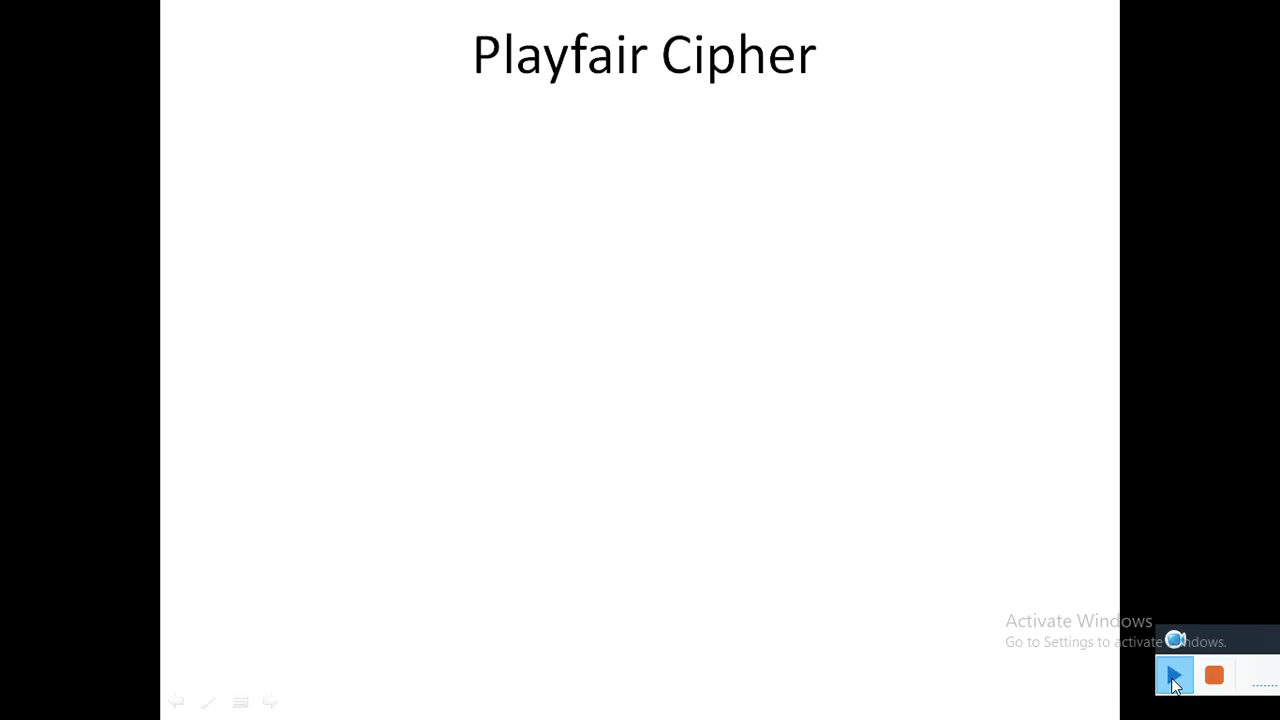 Playfair Cipher
Activate Windows
Go to Settings to activate Windows.